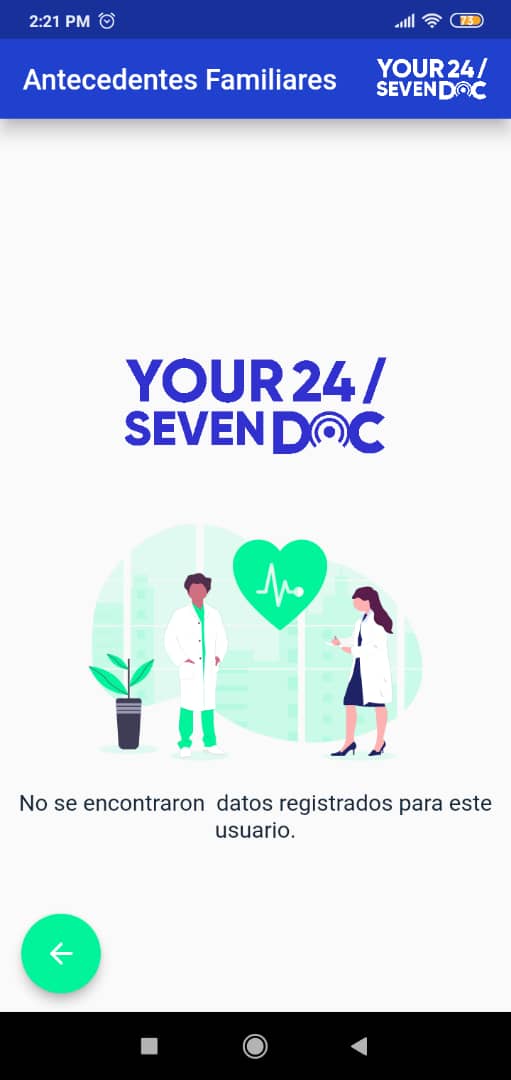 2:21 PM
73
Antecedentes Familiares
YOUR 24/
SEVEN DOC
YOUR 24/
SEVEN DOC
No se encontraron  datos registrados para este
usuario.